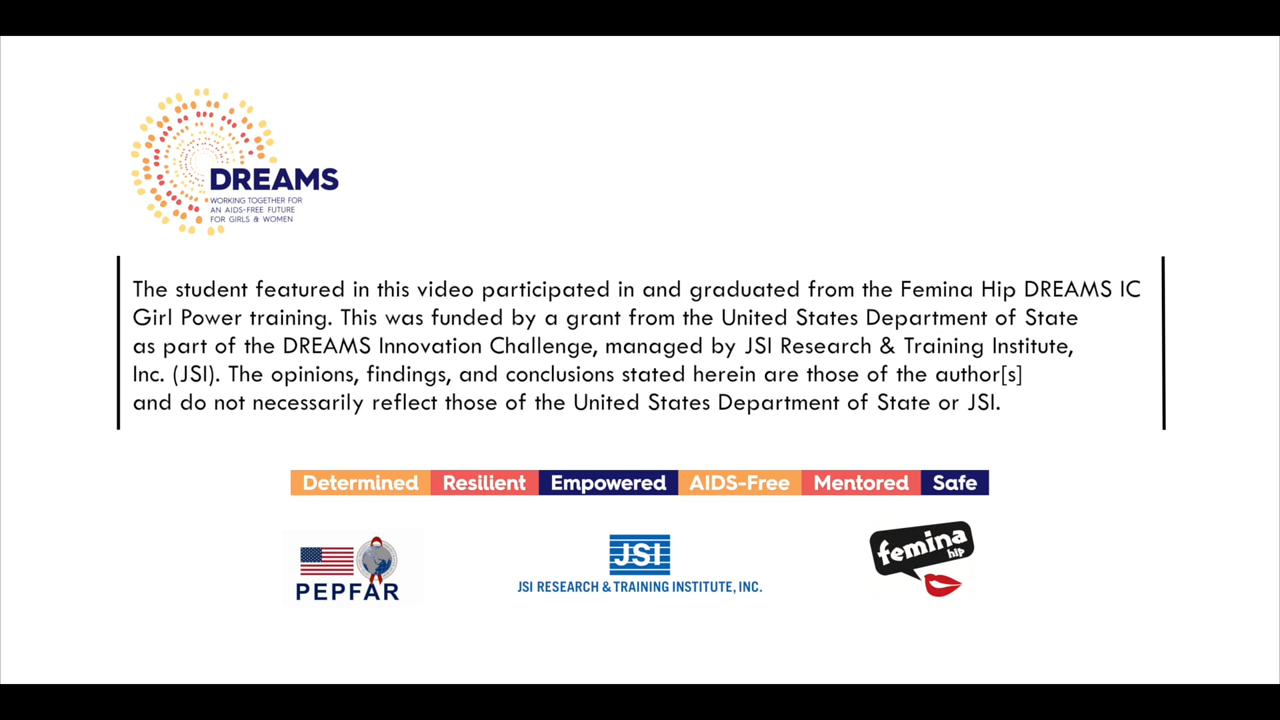 DREAMS
WORKING TOGETHER FOR
AN AIDS-FREE FUTURE
FOR GIRLS & WOMEN
The student featured in this video participated in and graduated from the Femina Hip DREAMS IC
Girl Power training. This was funded by a grant from the United States Department of State
as part of the DREAMS Innovation Challenge, managed by JSI Research & Training Institute,
Inc. (JSI). The opinions, findings, and conclusions stated herein are those of the author[s]
and do not necessarily reflect those of the United States Department of State or JSI.
Determined Resilient Empowered AIDS-Free Mentored Safe
PEPFAR
JSI
JSI RESEARCH & TRAINING INSTITUTE, INC.
femina
hip